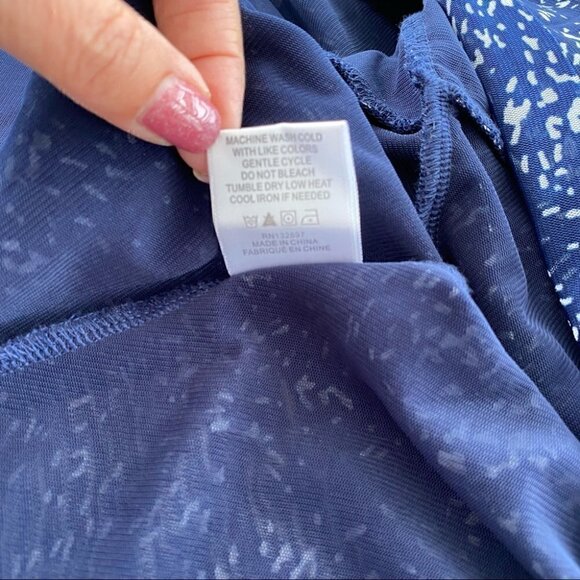 MACHINE WASH COLD
WITH LIKE COLORS
GENTLE CYCLE
DO NOT BLEACH
TUMBLE DRY LOW HEAT
COOL IRON IF NEEDED
RN132897
MADE IN CHINA
FABRIQUÉ EN CHINE